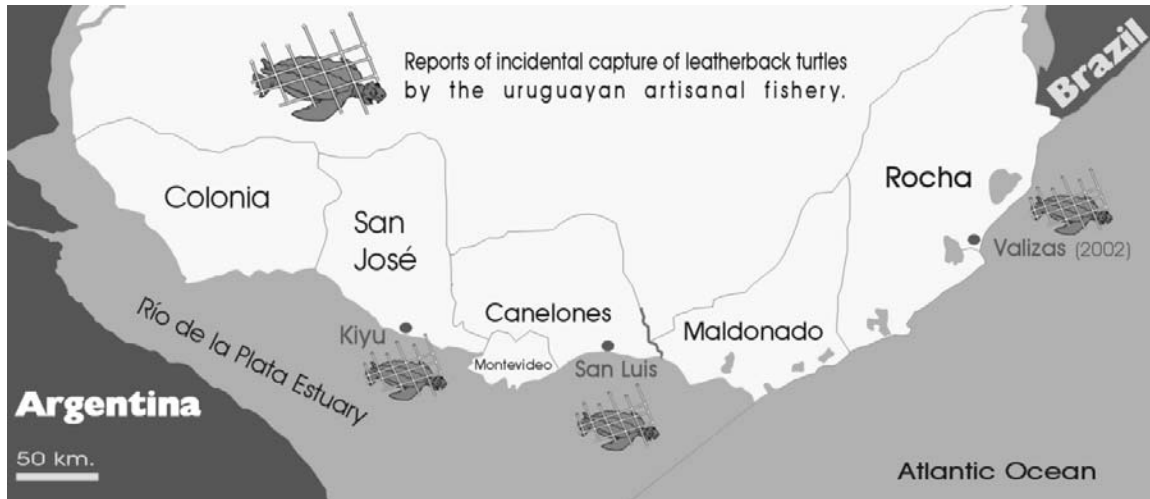 Reports of incidental capture of leatherback turtles
by the uruguayan artisanal fishery.
Brazil
Rocha
Colonia
San
José
Valizas (2002)
Canelones
Maldonado
Kiyu
Montevideo
San Luis
Río de la Plata Estuary
Argentina
50 km.
Atlantic Ocean